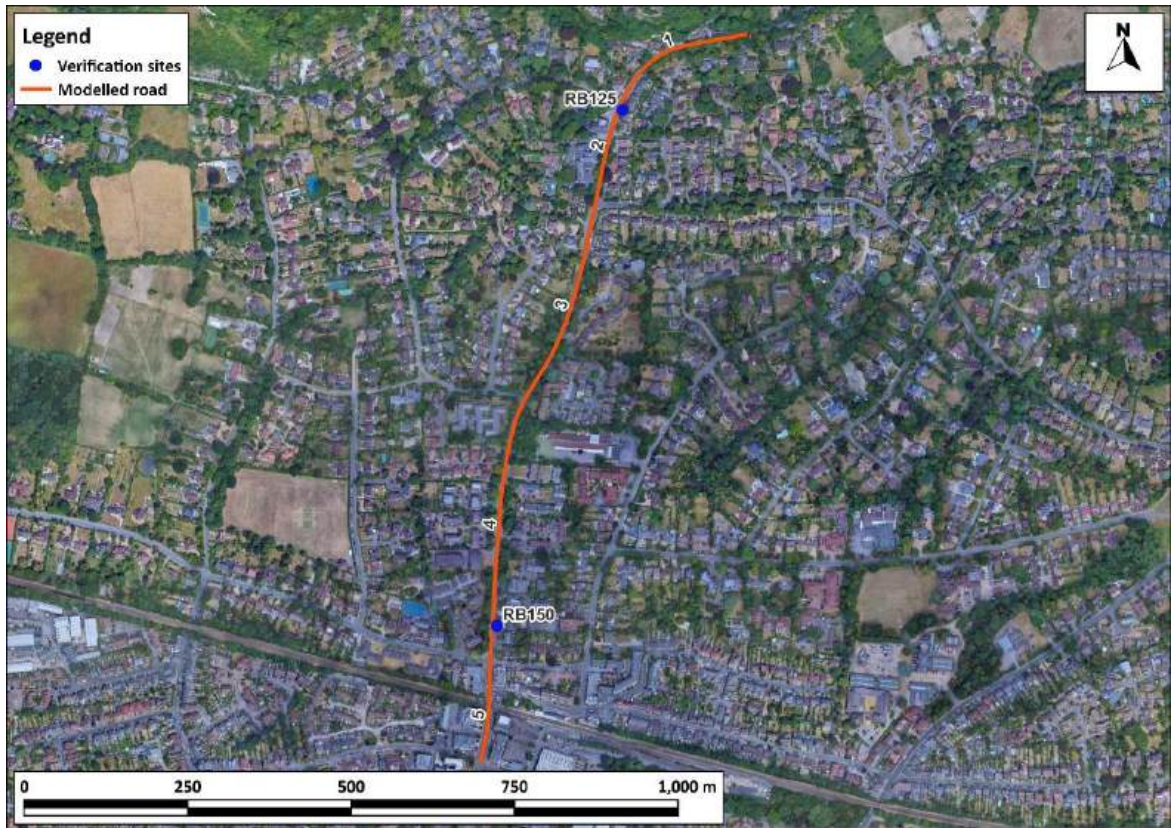 Legend
Verification sites
Modelled road
N
1
RB125
2
3
4
RB150
5
0 250 500 750 1,000 m